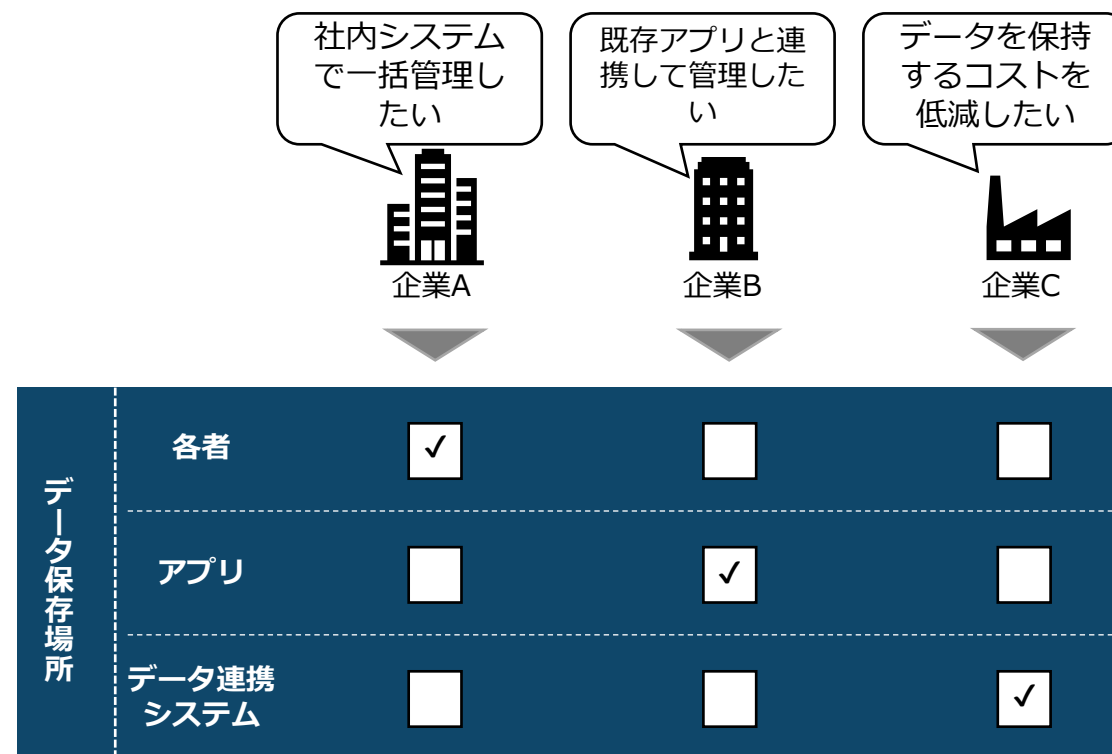 社内システム
で一括管理し
たい
既存アプリと連
携して管理した
い
データを保持
するコストを
低減したい
企業A
企業B
企業C
データ保存場所
各者
✓
アプリ
✓
データ連携
システム
✓